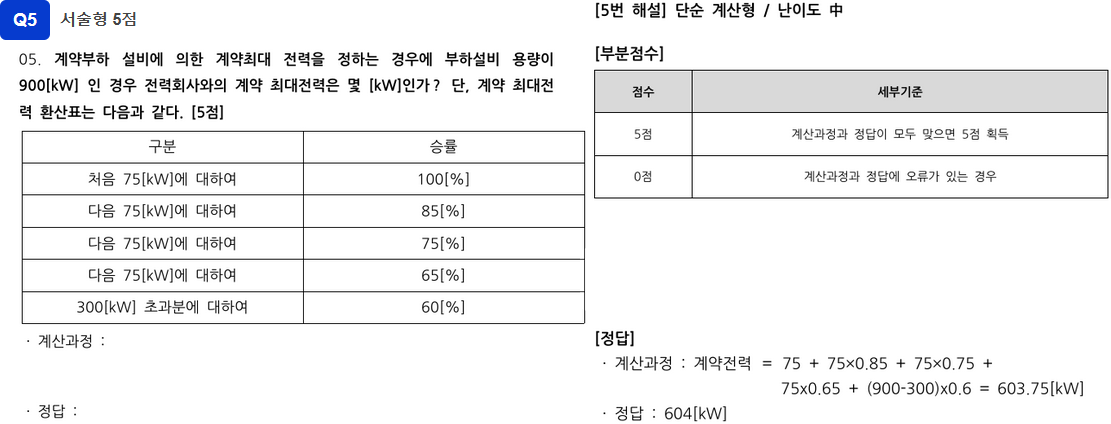 Q5 서술형 5점
05. 계약부하 설비에 의한 계약최대 전력을 정하는 경우에 부하설비 용량이
900[kW] 인 경우 전력회사와의 계약 최대전력은 몇 [kW]인가? 단, 계약 최대전
력 환산표는 다음과 같다. [5점]
구분 승률
처음 75[kW]에 대하여 100[%]
다음 75[kW]에 대하여 85[%]
다음 75[kW]에 대하여 75[%]
다음 75[kW]에 대하여 65[%]
300[kW] 초과분에 대하여 60[%]
· 계산과정 :
· 정답 :
[5번 해설] 단순 계산형 / 난이도 中
[부분점수]
점수 세부기준
5점 계산과정과 정답이 모두 맞으면 5점 획득
0점 계산과정과 정답에 오류가 있는 경우
[정답]
· 계산과정 : 계약전력 = 75 + 75×0.85 + 75×0.75 +
75x0.65 + (900-300)x0.6 = 603.75[kW]
· 정답 : 604[kW]